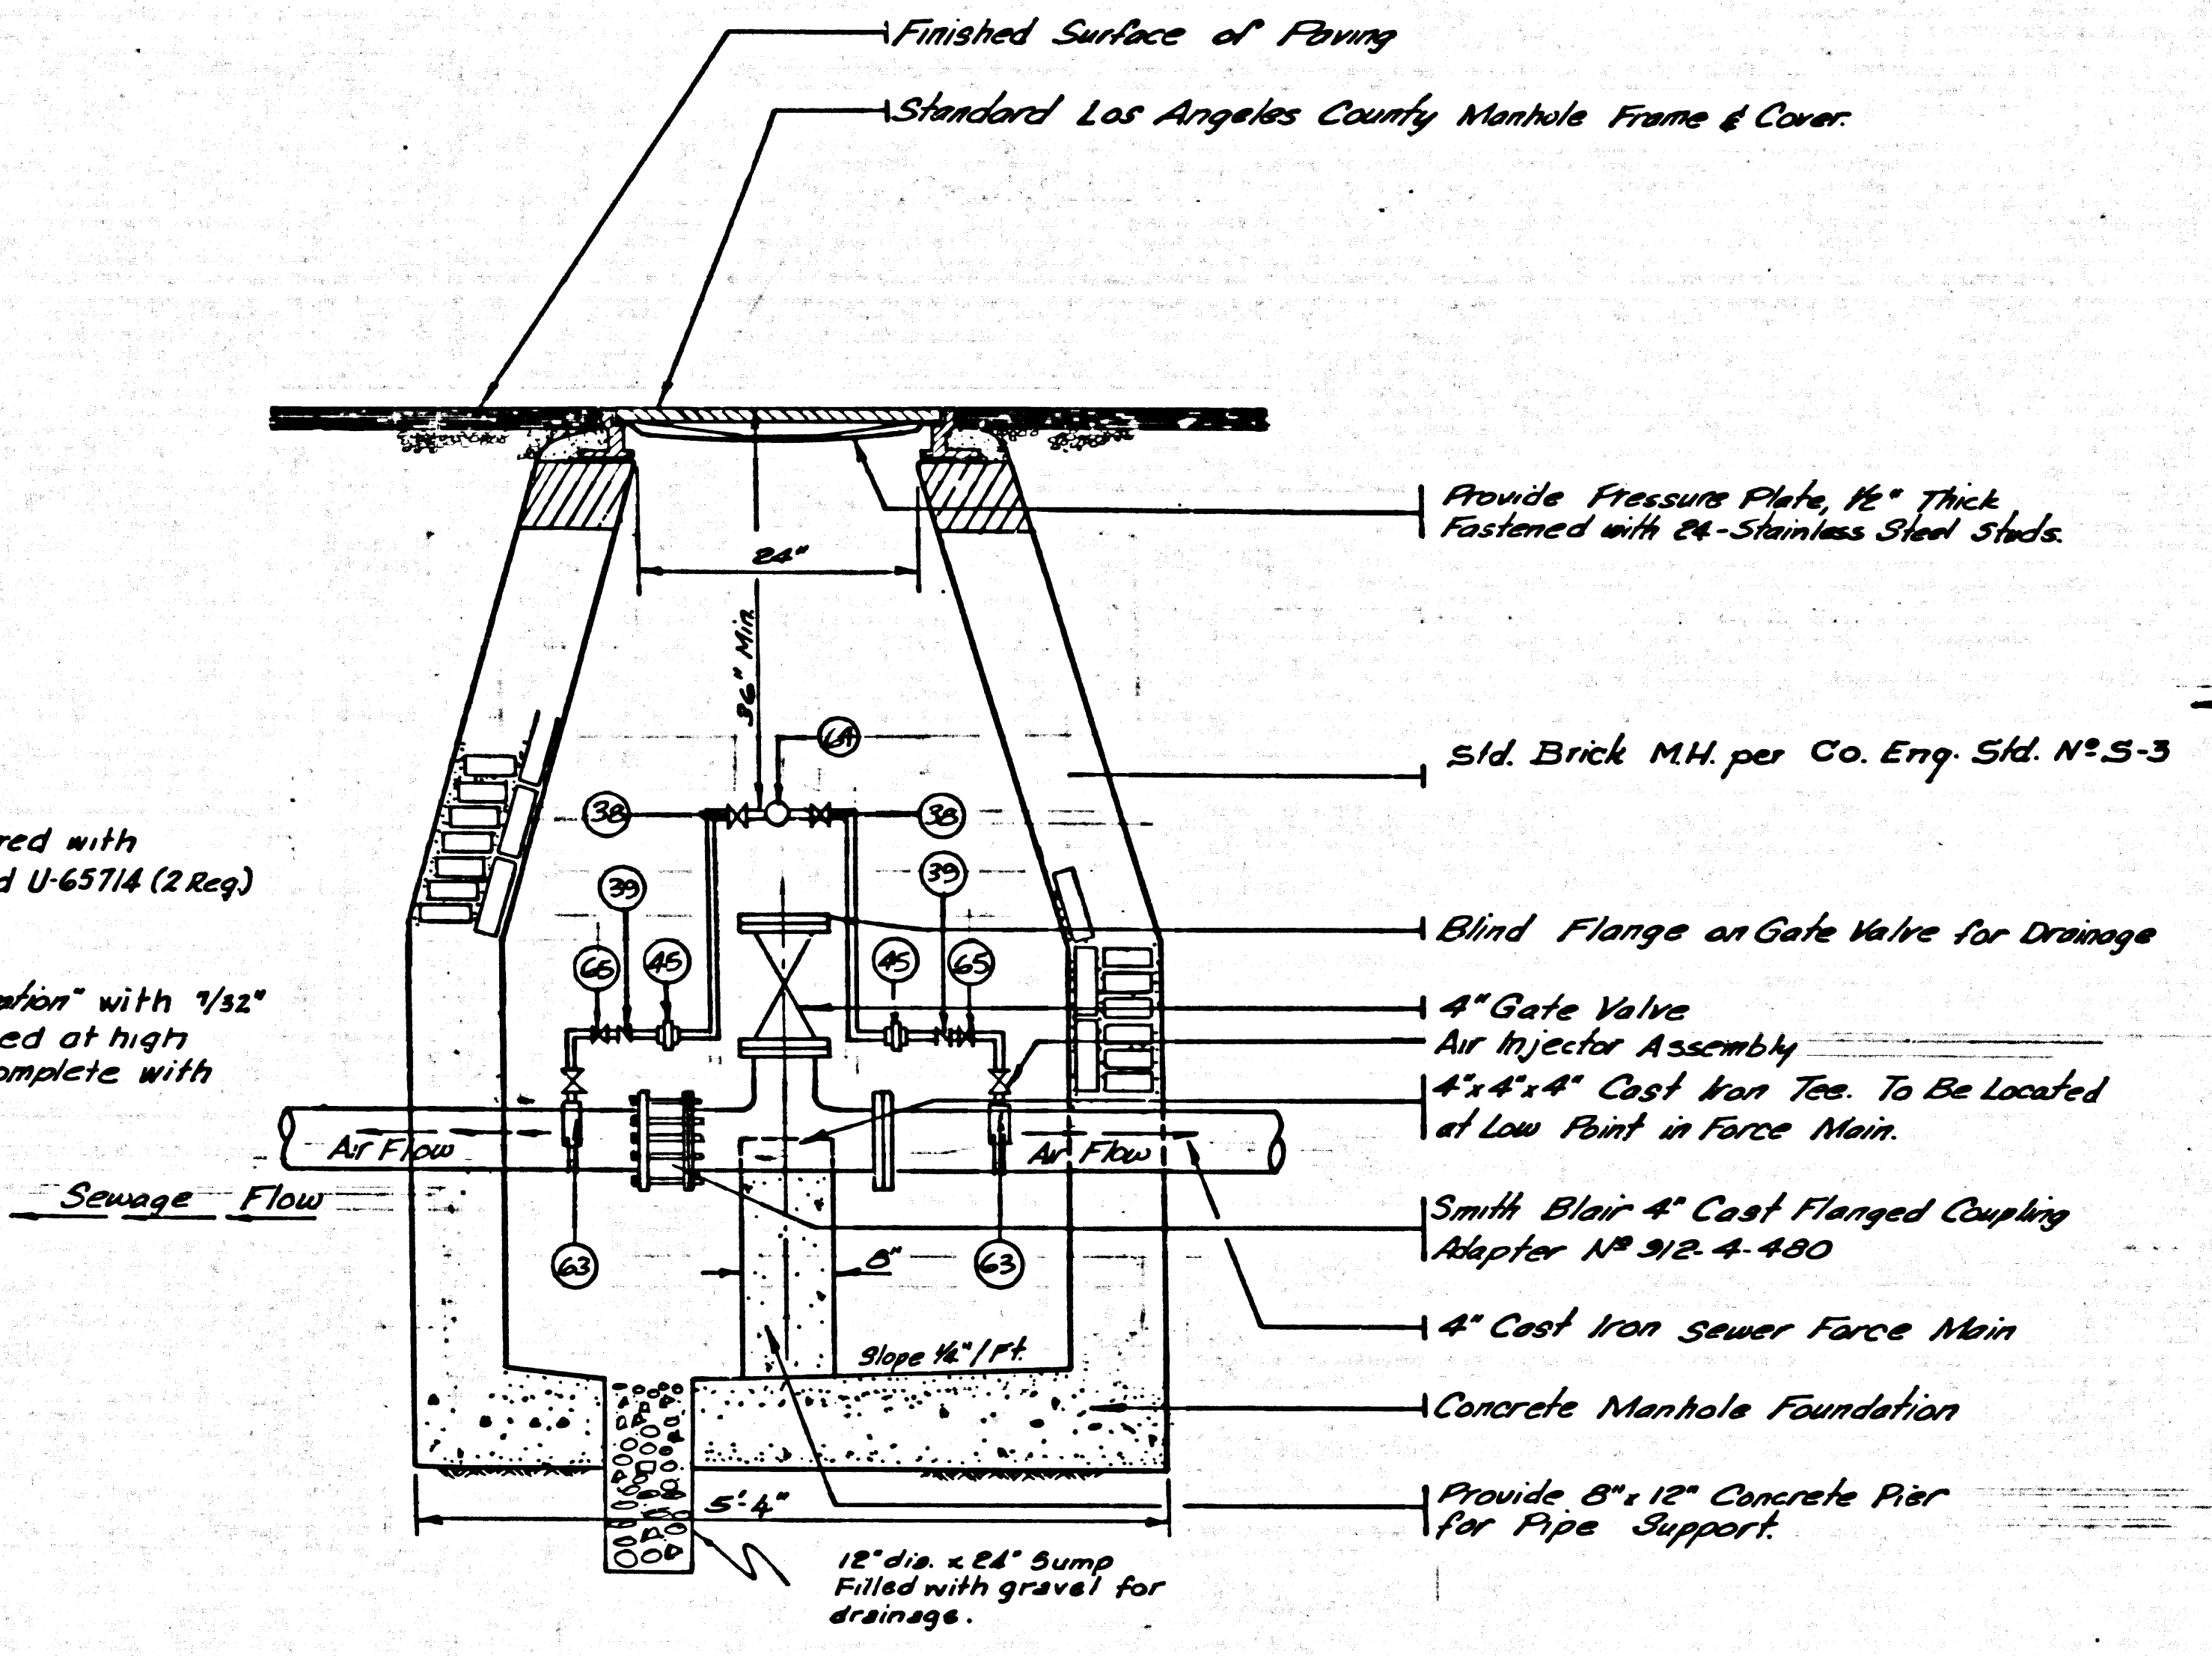 Finished Surface of Paving
Standard Los Angeles County Manhole Frame & Cover.
Provide Pressure Plate, 1/2" Thick
Fastened with 24-Stainless Steel Studs.
24"
36" Min.
64
Std. Brick M.H. per Co. Eng. Std. Nº S-3
38
38
red with
d U-65714 (2 Req.)
39
39
Blind Flange on Gate Valve for Drainage
65
45
45
65
ation" with 7/32"
ed at high
omplete with
4" Gate Valve
Air Injector Assembly
4"x4"x4" Cast Iron Tee. To Be Located
at Low Point in Force Main.
Air Flow
Air Flow
Sewage Flow
Smith Blair 4" Cast Flanged Coupling
Adapter Nº 912-4-480
63
8"
63
4" Cast Iron Sewer Force Main
Slope 1/4"/Ft.
Concrete Manhole Foundation
5'-4"
Provide 8"x 12" Concrete Pier
for Pipe Support.
12" dia. x 24" Sump
Filled with gravel for
drainage.